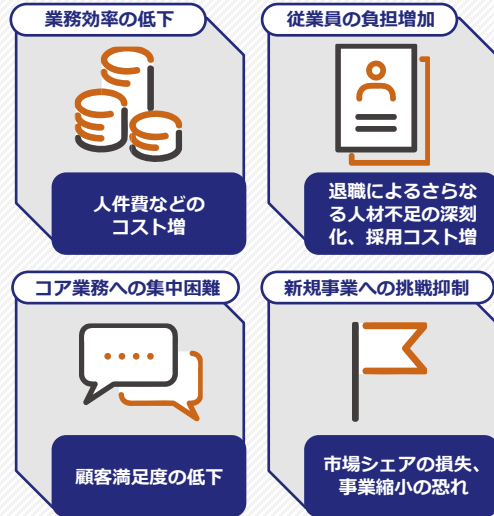 業務効率の低下
人件費などの
コスト増
従業員の負担増加
退職によるさらな
る人材不足の深刻
化、採用コスト増
コア業務への集中困難
顧客満足度の低下
新規事業への挑戦抑制
市場シェアの損失、
事業縮小の恐れ